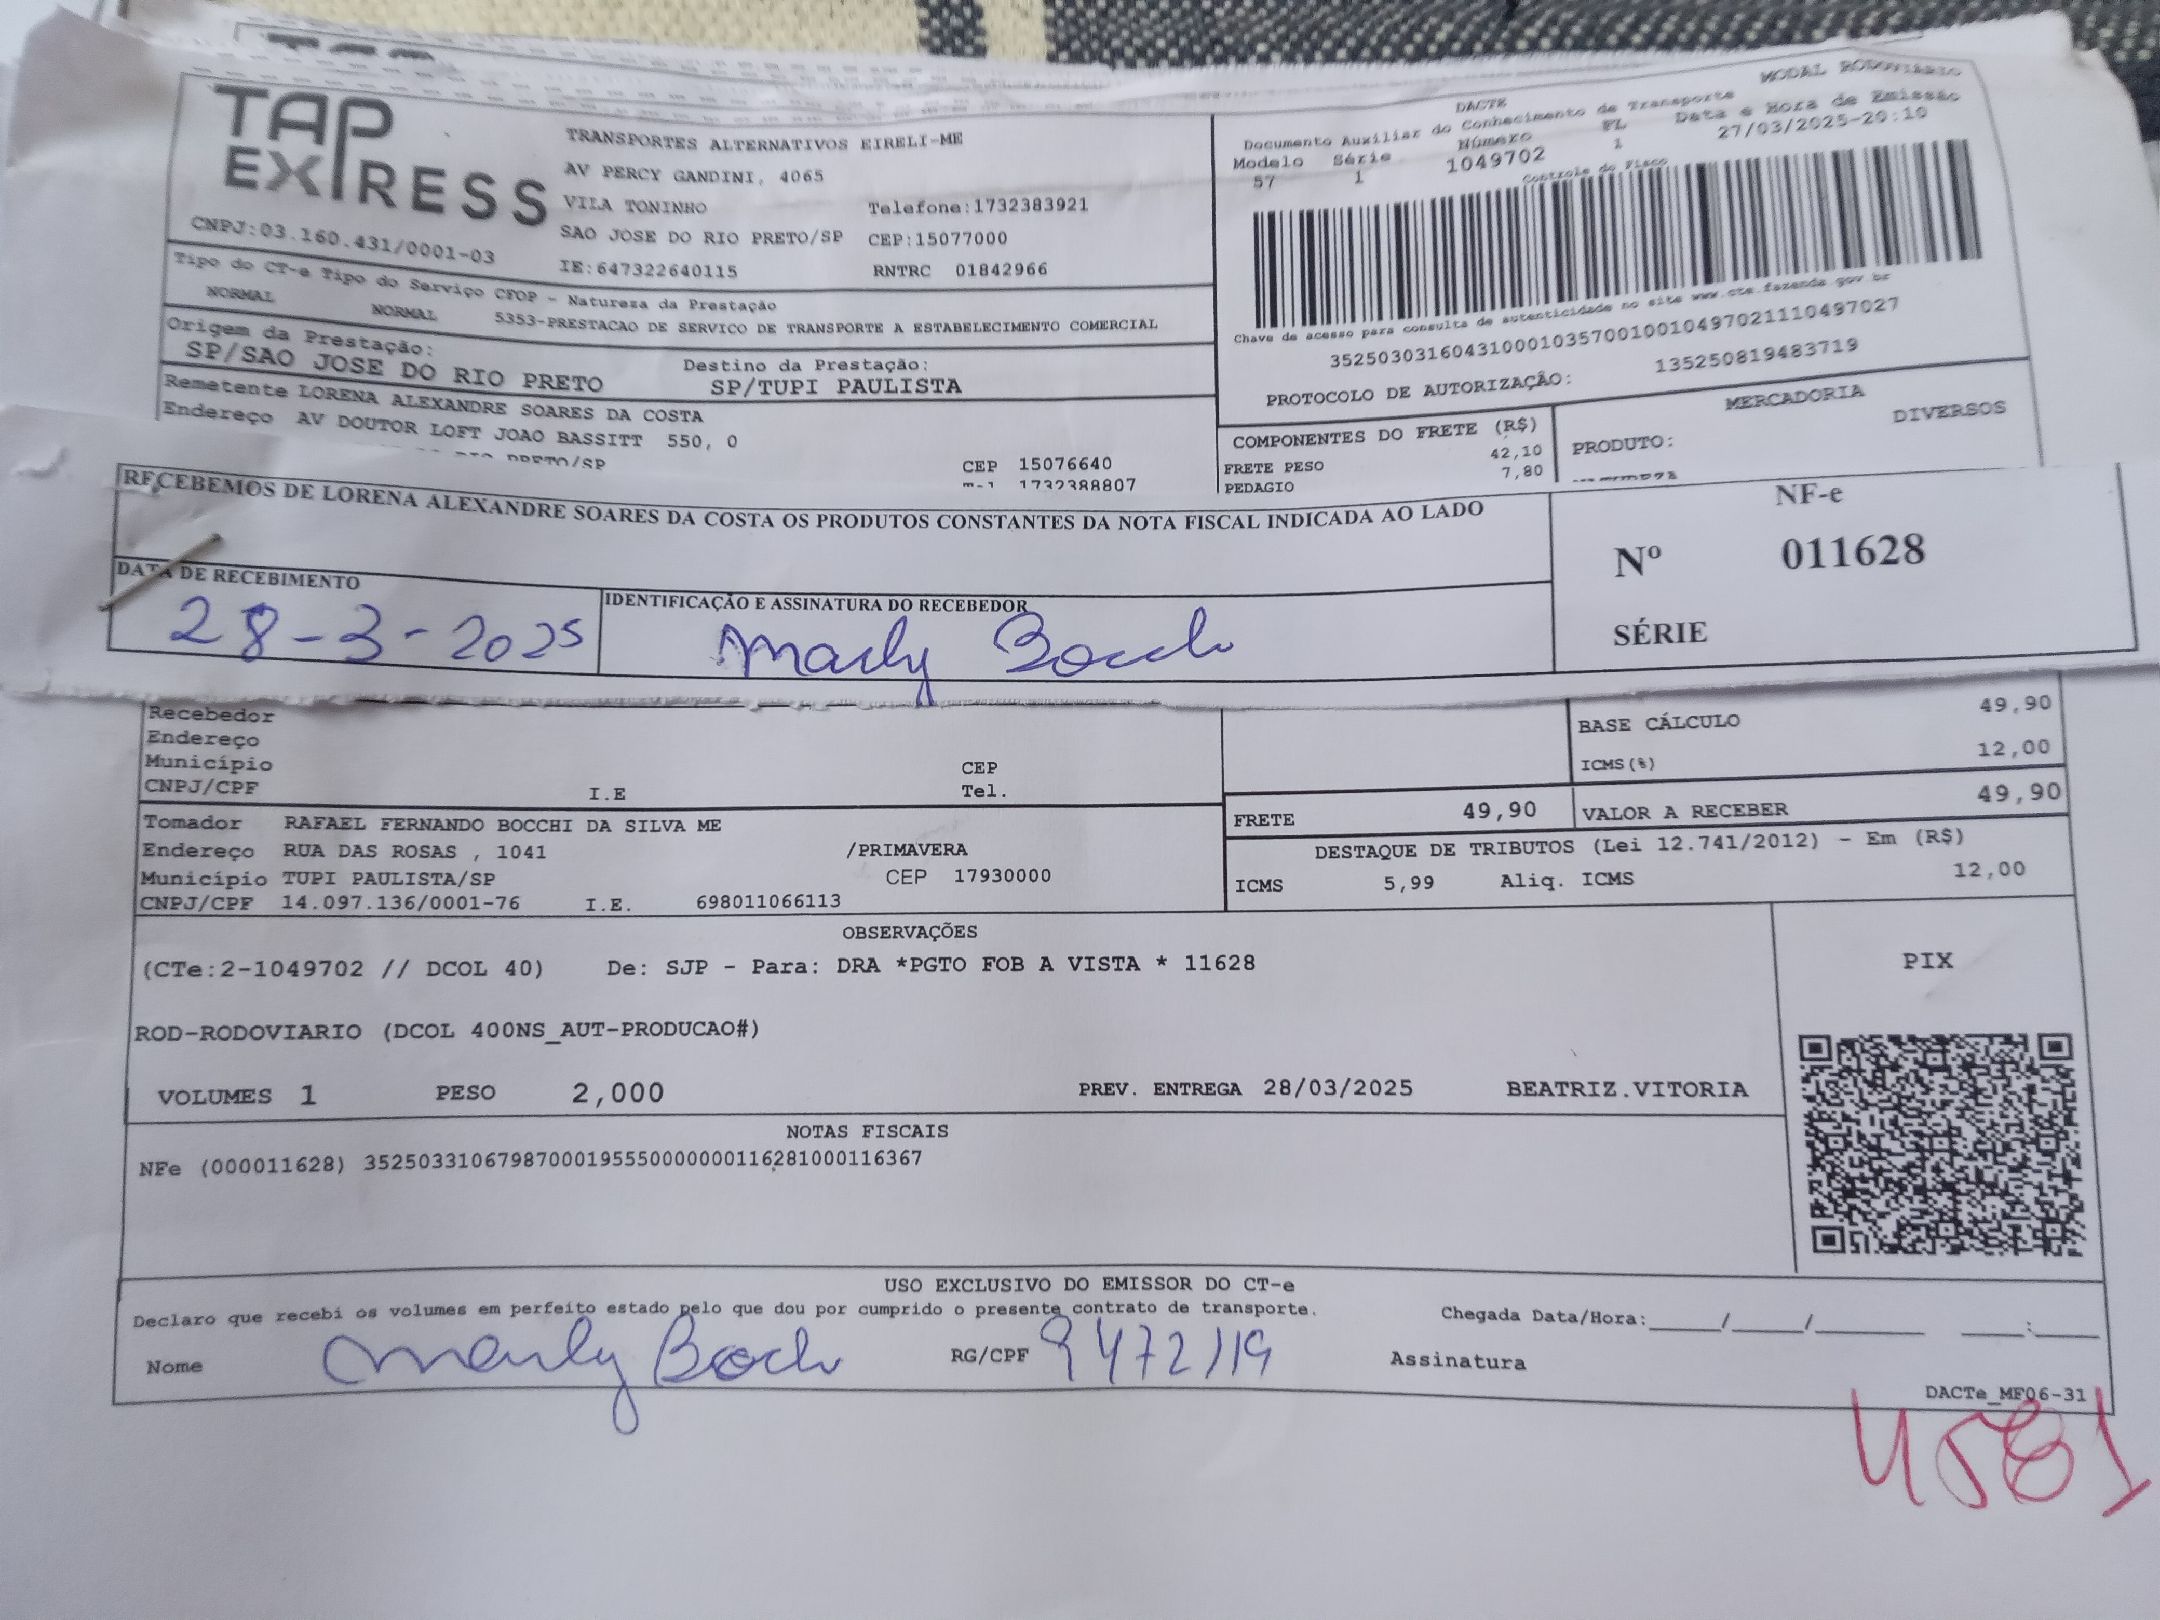 TAP EXPRESS
CNPJ:03.160.431/0001-03
TRANSPORTES ALTERNATIVOS EIRELI-ME
AV PERCY GANDINI, 4065
VILA TONINHO Telefone:1732383921
SAO JOSE DO RIO PRETO/SP CEP:15077000
IE:647322640115 RNTRC 01842966
MODAL RODOVIÁRIO
DACTE
Documento Auxiliar do Conhecimento de Transporte
Modelo Série Número FL Data e Hora de Emissão
57 1 1049702 1 27/03/2025-20:10
Controle do Fisco
Chave de acesso para consulta de autenticidade no site www.cte.fazenda.gov.br
35250303160431000103570010010497021110497027
PROTOCOLO DE AUTORIZAÇÃO: 135250819483719
Tipo do CT-e Tipo do Serviço CFOP - Natureza da Prestação
NORMAL NORMAL 5353-PRESTACAO DE SERVICO DE TRANSPORTE A ESTABELECIMENTO COMERCIAL
Origem da Prestação: Destino da Prestação:
SP/SAO JOSE DO RIO PRETO SP/TUPI PAULISTA
Remetente LORENA ALEXANDRE SOARES DA COSTA
Endereço AV DOUTOR LOFT JOAO BASSITT 550, 0
PRETO/SP CEP 15076640
1732388807
COMPONENTES DO FRETE (R$)
FRETE PESO 42,10
PEDAGIO 7,80
MERCADORIA
PRODUTO: DIVERSOS
RECEBEMOS DE LORENA ALEXANDRE SOARES DA COSTA OS PRODUTOS CONSTANTES DA NOTA FISCAL INDICADA AO LADO
NF-e
Nº 011628
SÉRIE
DATA DE RECEBIMENTO
28-3-2025
IDENTIFICAÇÃO E ASSINATURA DO RECEBEDOR
Marly Bocchi
Recebedor
Endereço
Município CEP
CNPJ/CPF I.E Tel.
BASE CÁLCULO 49,90
ICMS(%) 12,00
FRETE 49,90 VALOR A RECEBER 49,90
Tomador RAFAEL FERNANDO BOCCHI DA SILVA ME
Endereço RUA DAS ROSAS , 1041 /PRIMAVERA
Município TUPI PAULISTA/SP CEP 17930000
CNPJ/CPF 14.097.136/0001-76 I.E. 698011066113
DESTAQUE DE TRIBUTOS (Lei 12.741/2012) - Em (R$)
ICMS 5,99 Aliq. ICMS 12,00
OBSERVAÇÕES
(CTe:2-1049702 // DCOL 40) De: SJP - Para: DRA *PGTO FOB A VISTA * 11628
PIX
ROD-RODOVIARIO (DCOL 400NS_AUT-PRODUCAO#)
VOLUMES 1 PESO 2,000 PREV. ENTREGA 28/03/2025 BEATRIZ.VITORIA
NOTAS FISCAIS
NFe (000011628) 35250331067987000195550000000116281000116367
USO EXCLUSIVO DO EMISSOR DO CT-e
Declaro que recebi os volumes em perfeito estado pelo que dou por cumprido o presente contrato de transporte. Chegada Data/Hora:_____/_____/________ ____:____
Nome Marly Bocchi RG/CPF 9472119 Assinatura
DACTe_MF06-31
4581